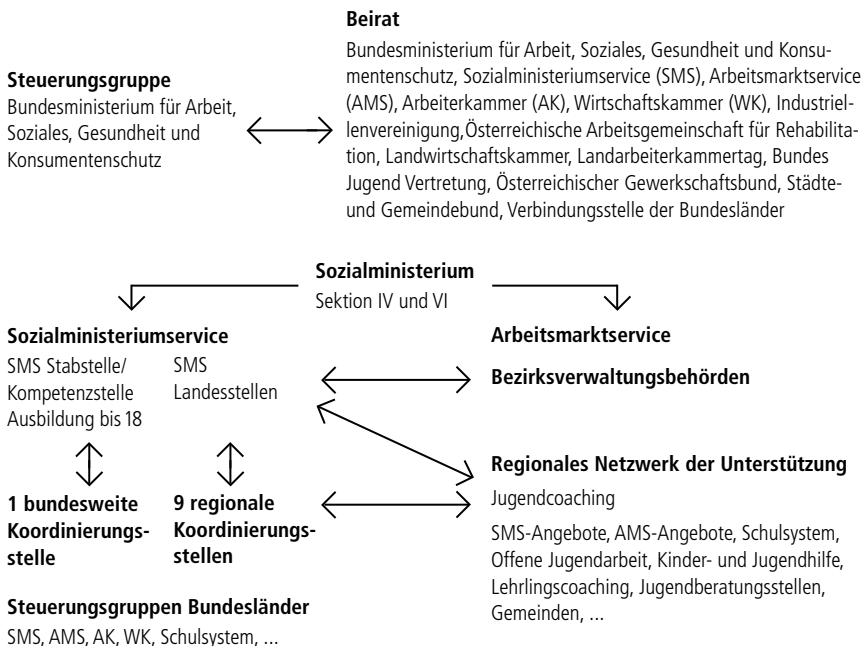 Beirat
Bundesministerium für Arbeit, Soziales, Gesundheit und Konsu-
mentenschutz, Sozialministeriumservice (SMS), Arbeitsmarktservice
(AMS), Arbeiterkammer (AK), Wirtschaftskammer (WK), Industriel-
lenvereinigung,Österreichische Arbeitsgemeinschaft für Rehabilita-
tion, Landwirtschaftskammer, Landarbeiterkammertag, Bundes
Jugend Vertretung, Österreichischer Gewerkschaftsbund, Städte-
und Gemeindebund, Verbindungsstelle der Bundesländer
Steuerungsgruppe
Bundesministerium für Arbeit,
Soziales, Gesundheit und
Konsumentenschutz
Sozialministerium
Sektion IV und VI
Sozialministeriumservice
SMS Stabstelle/
Kompetenzstelle
Ausbildung bis 18
SMS
Landesstellen
1 bundesweite
Koordinierungs-
stelle
9 regionale
Koordinierungs-
stellen
Steuerungsgruppen Bundesländer
SMS, AMS, AK, WK, Schulsystem, ...
Arbeitsmarktservice
Bezirksverwaltungsbehörden
Regionales Netzwerk der Unterstützung
Jugendcoaching
SMS-Angebote, AMS-Angebote, Schulsystem,
Offene Jugendarbeit, Kinder- und Jugendhilfe,
Lehrlingscoaching, Jugendberatungsstellen,
Gemeinden, ...